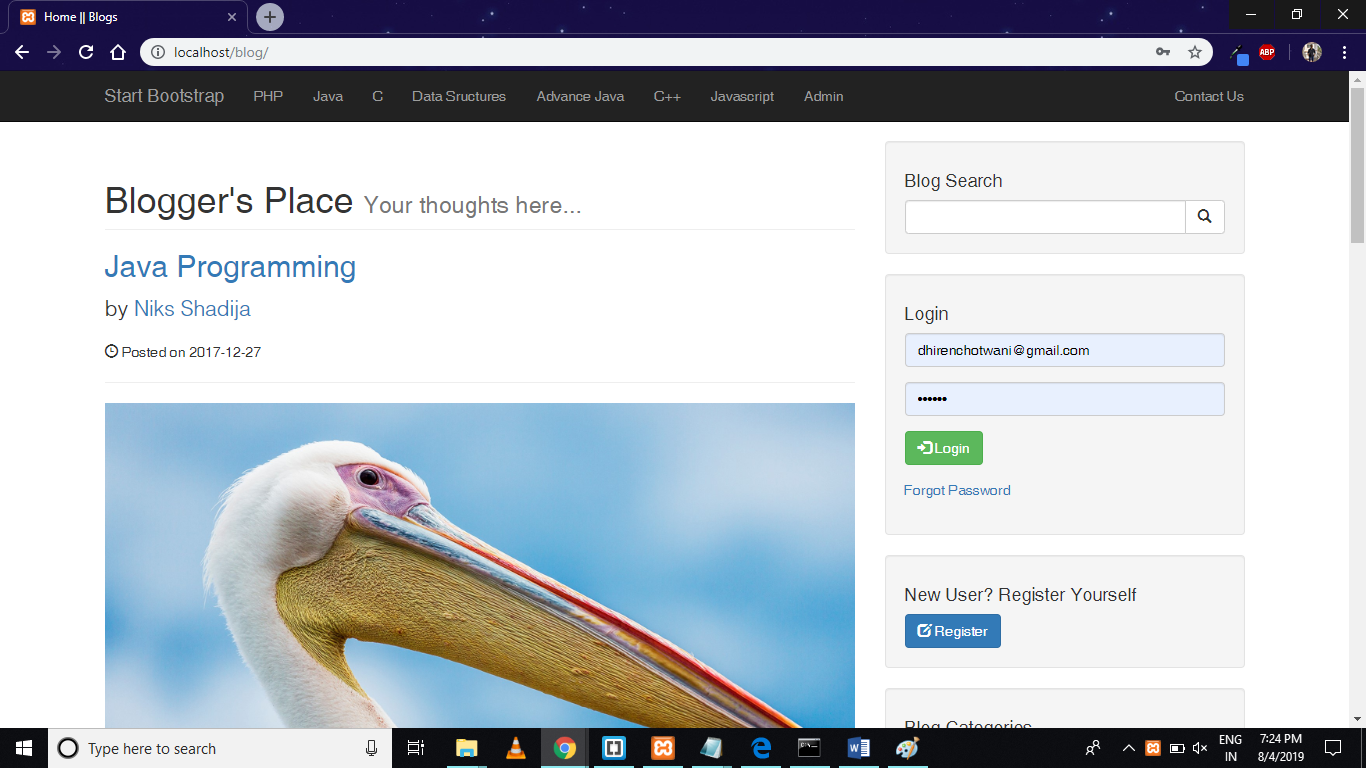 Home || Blogs
localhost/blog/
ABP
Start Bootstrap PHP Java C Data Sructures Advance Java C++ Javascript Admin Contact Us
Blogger's Place Your thoughts here...
Java Programming
by Niks Shadija
Posted on 2017-12-27
Blog Search
Login
dhirenchotwani@gmail.com
••••••
Login
Forgot Password
New User? Register Yourself
Register
Blog Categories
Type here to search
ENG
IN
7:24 PM
8/4/2019